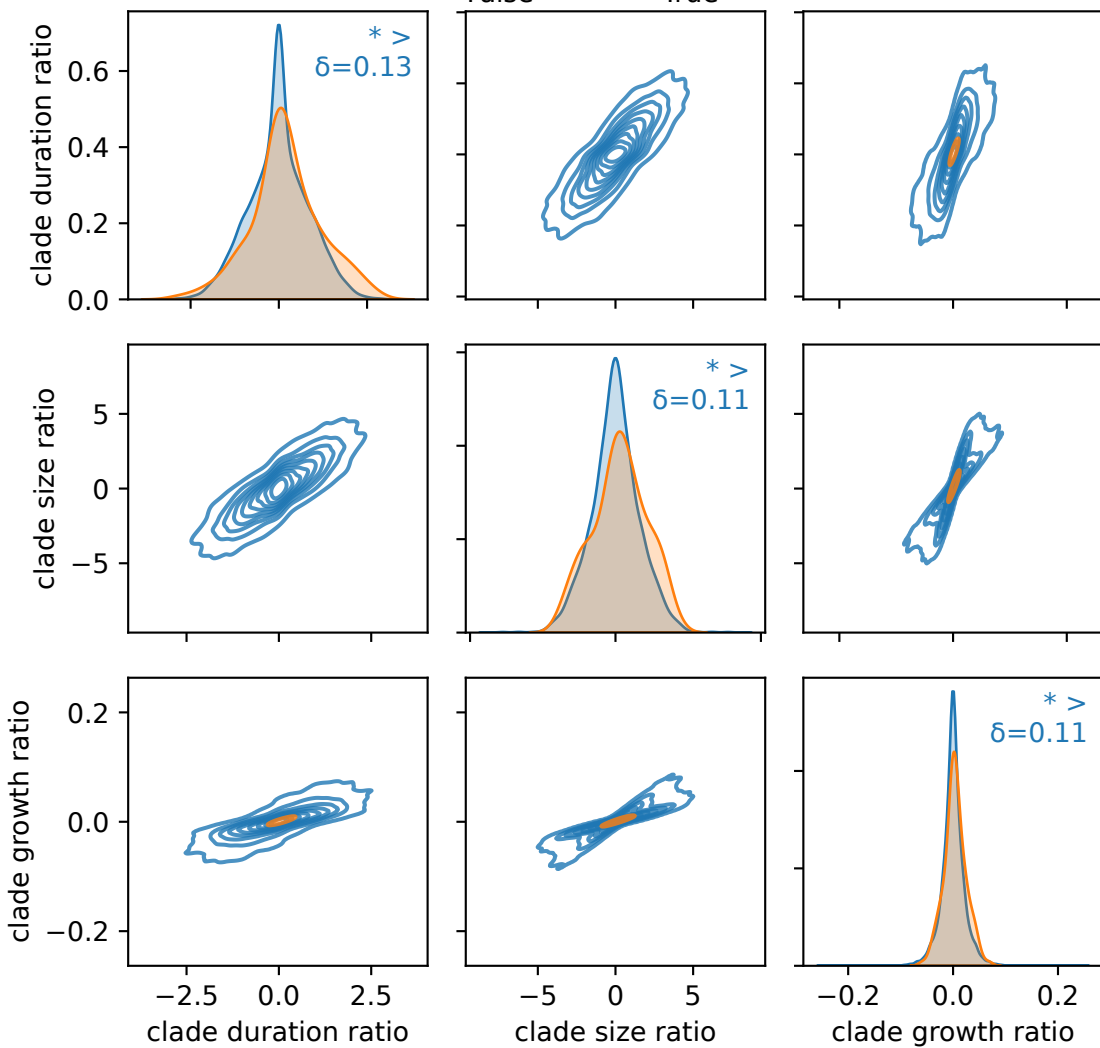 clade duration ratio
0.6
0.4
0.2
0.0
* >
δ=0.13
clade size ratio
5
0
−5
* >
δ=0.11
clade growth ratio
0.2
0.0
−0.2
* >
δ=0.11
−2.5 0.0 2.5
−5 0 5
−0.2 0.0 0.2
clade duration ratio
clade size ratio
clade growth ratio